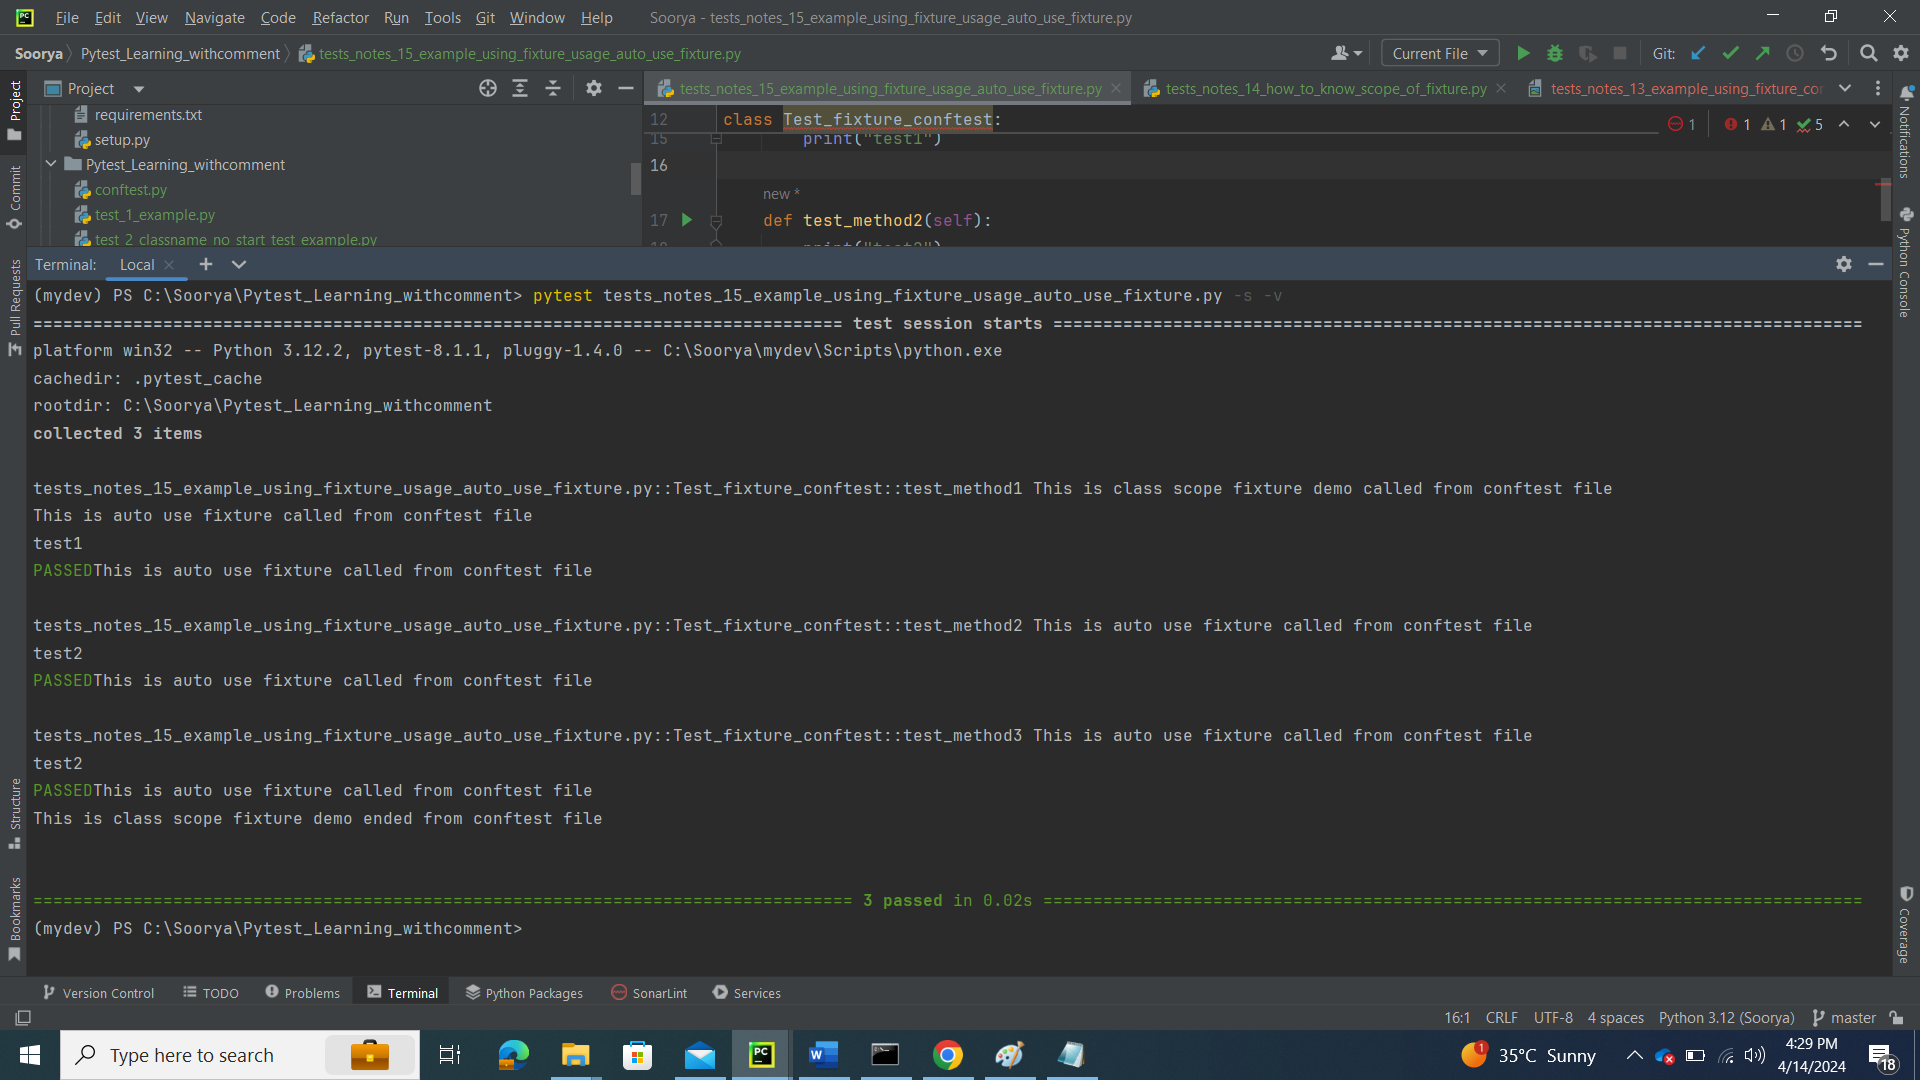 File Edit View Navigate Code Refactor Run Tools Git Window Help Soorya - tests_notes_15_example_using_fixture_usage_auto_use_fixture.py
Soorya Pytest_Learning_withcomment tests_notes_15_example_using_fixture_usage_auto_use_fixture.py Current File Git:
Project
tests_notes_15_example_using_fixture_usage_auto_use_fixture.py tests_notes_14_how_to_know_scope_of_fixture.py tests_notes_13_example_using_fixture_co
requirements.txt
setup.py
Pytest_Learning_withcomment
conftest.py
test_1_example.py
test_2_classname_no_start_test_example.py
12 class Test_fixture_conftest:
1 1 1 5
15 print("test1")
16
new *
17 def test_method2(self):
18 print("test2")
Terminal: Local
(mydev) PS C:\Soorya\Pytest_Learning_withcomment> pytest tests_notes_15_example_using_fixture_usage_auto_use_fixture.py -s -v
================================================================================= test session starts =================================================================================
platform win32 -- Python 3.12.2, pytest-8.1.1, pluggy-1.4.0 -- C:\Soorya\mydev\Scripts\python.exe
cachedir: .pytest_cache
rootdir: C:\Soorya\Pytest_Learning_withcomment
collected 3 items
tests_notes_15_example_using_fixture_usage_auto_use_fixture.py::Test_fixture_conftest::test_method1 This is class scope fixture demo called from conftest file
This is auto use fixture called from conftest file
test1
PASSEDThis is auto use fixture called from conftest file
tests_notes_15_example_using_fixture_usage_auto_use_fixture.py::Test_fixture_conftest::test_method2 This is auto use fixture called from conftest file
test2
PASSEDThis is auto use fixture called from conftest file
tests_notes_15_example_using_fixture_usage_auto_use_fixture.py::Test_fixture_conftest::test_method3 This is auto use fixture called from conftest file
test2
PASSEDThis is auto use fixture called from conftest file
This is class scope fixture demo ended from conftest file
================================================================================== 3 passed in 0.02s ==================================================================================
(mydev) PS C:\Soorya\Pytest_Learning_withcomment>
Project
Commit
Pull Requests
Structure
Bookmarks
Notifications
Python Console
Coverage
Version Control TODO Problems Terminal Python Packages SonarLint Services
16:1 CRLF UTF-8 4 spaces Python 3.12 (Soorya) master
Type here to search
1 35°C Sunny
4:29 PM
4/14/2024
18